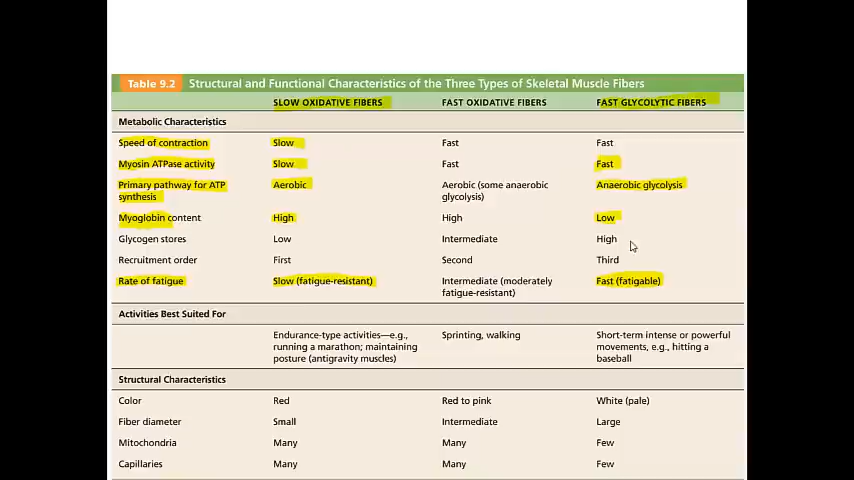 Table 9.2 Structural and Functional Characteristics of the Three Types of Skeletal Muscle Fibers
SLOW OXIDATIVE FIBERS FAST OXIDATIVE FIBERS FAST GLYCOLYTIC FIBERS
Metabolic Characteristics
Speed of contraction Slow Fast Fast
Myosin ATPase activity Slow Fast Fast
Primary pathway for ATP Aerobic Aerobic (some anaerobic Anaerobic glycolysis
synthesis glycolysis)
Myoglobin content High High Low
Glycogen stores Low Intermediate High
Recruitment order First Second Third
Rate of fatigue Slow (fatigue-resistant) Intermediate (moderately Fast (fatigable)
fatigue-resistant)
Activities Best Suited For
Endurance-type activities—e.g., Sprinting, walking Short-term intense or powerful
running a marathon; maintaining movements, e.g., hitting a
posture (antigravity muscles) baseball
Structural Characteristics
Color Red Red to pink White (pale)
Fiber diameter Small Intermediate Large
Mitochondria Many Many Few
Capillaries Many Many Few